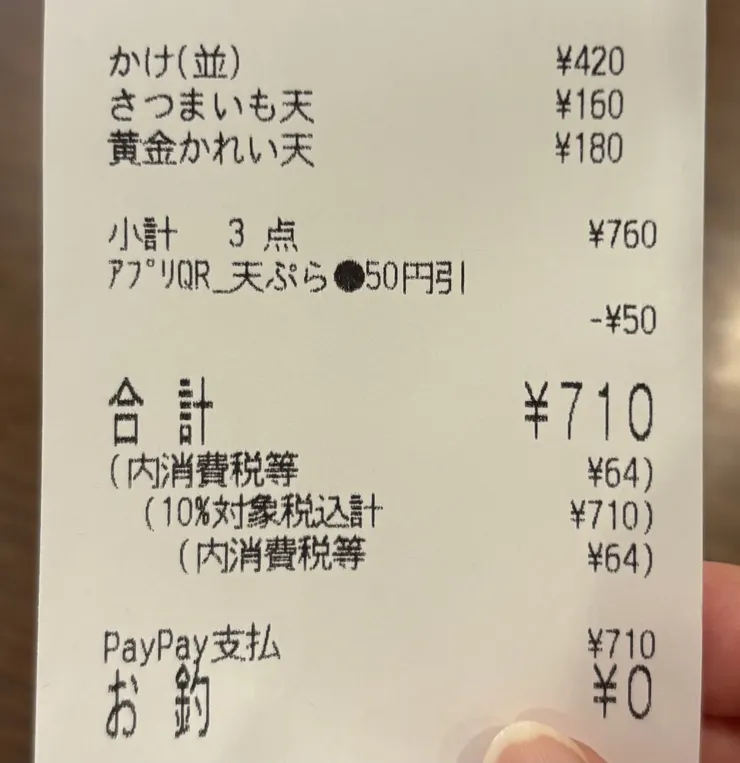 かけ(並) ¥420
さつまいも天 ¥160
黄金かれい天 ¥180
小計 3 点 ¥760
ｱﾌﾟﾘQR_天ぷら●50円引
-¥50
合 計 ¥710
(内消費税等 ¥64)
(10%対象税込計 ¥710)
(内消費税等 ¥64)
PayPay支払 ¥710
お 釣 ¥0